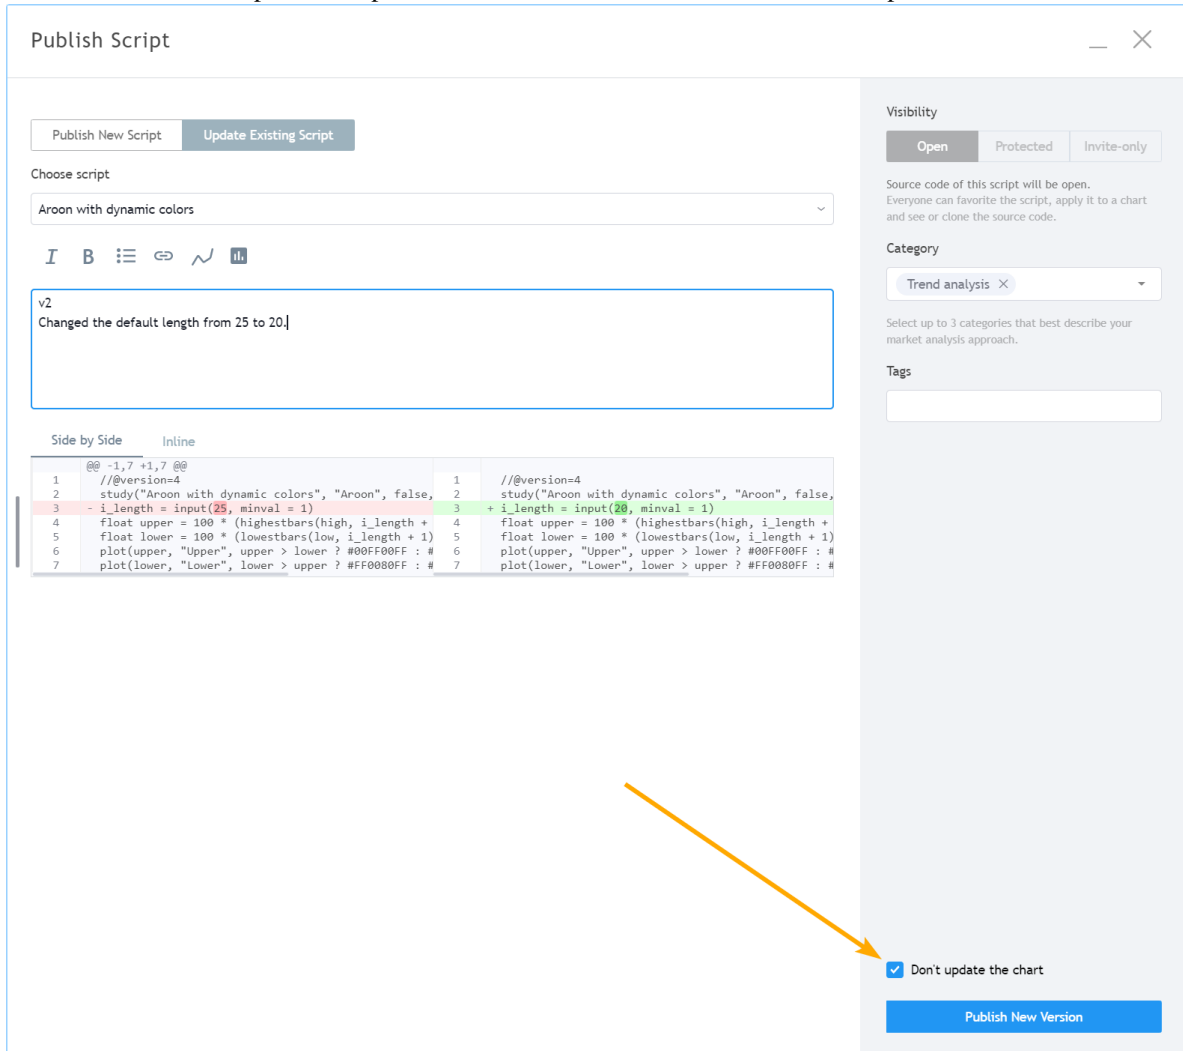 Publish Script
Publish New Script
Update Existing Script
Choose script
Aroon with dynamic colors
I B
v2
Changed the default length from 25 to 20.
Side by Side
Inline
@@ -1,7 +1,7 @@
1 //@version=4
2 study("Aroon with dynamic colors", "Aroon", false,
3 - i_length = input(25, minval = 1)
4 float upper = 100 * (highestbars(high, i_length +
5 float lower = 100 * (lowestbars(low, i_length + 1)
6 plot(upper, "Upper", upper > lower ? #00FF00FF : #
7 plot(lower, "Lower", lower > upper ? #FF0080FF : #
1 //@version=4
2 study("Aroon with dynamic colors", "Aroon", false,
3 + i_length = input(20, minval = 1)
4 float upper = 100 * (highestbars(high, i_length +
5 float lower = 100 * (lowestbars(low, i_length + 1)
6 plot(upper, "Upper", upper > lower ? #00FF00FF : #
7 plot(lower, "Lower", lower > upper ? #FF0080FF : #
Visibility
Open
Protected
Invite-only
Source code of this script will be open.
Everyone can favorite the script, apply it to a chart
and see or clone the source code.
Category
Trend analysis
Select up to 3 categories that best describe your
market analysis approach.
Tags
Don't update the chart
Publish New Version